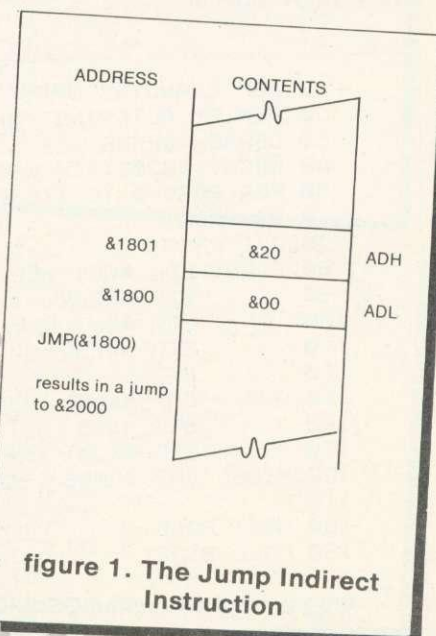 ADDRESS CONTENTS
&1801 &20 ADH
&1800 &00 ADL
JMP(&1800)
results in a jump
to &2000
figure 1. The Jump Indirect
Instruction